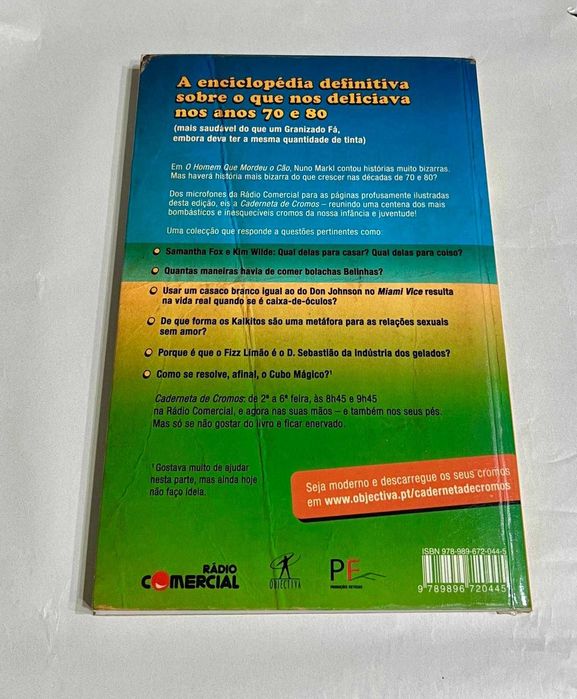 A enciclopédia definitiva
sobre o que nos deliciava
nos anos 70 e 80
(mais saudável do que um Granizado Fá,
embora deva ter a mesma quantidade de tinta)
Em O Homem Que Mordeu o Cão, Nuno Markl contou histórias muito bizarras.
Mas haverá história mais bizarra do que crescer nas décadas de 70 e 80?
Dos microfones da Rádio Comercial para as páginas profusamente ilustradas
desta edição, eis a Caderneta de Cromos – reunindo uma centena dos mais
bombásticos e inesquecíveis cromos da nossa infância e juventude!
Uma colecção que responde a questões pertinentes como:
Samantha Fox e Kim Wilde: Qual delas para casar? Qual delas para coiso?
Quantas maneiras havia de comer bolachas Belinhas?
Usar um casaco branco igual ao do Don Johnson no Miami Vice resulta
na vida real quando se é caixa-de-óculos?
De que forma os Kalkitos são uma metáfora para as relações sexuais
sem amor?
Porque é que o Fizz Limão é o D. Sebastião da indústria dos gelados?
Como se resolve, afinal, o Cubo Mágico?¹
Caderneta de Cromos: de 2ª a 6ª feira, às 8h45 e 9h45
na Rádio Comercial, e agora nas suas mãos – e também nos seus pés.
Mas só se não gostar do livro e ficar enervado.
¹ Gostava muito de ajudar
nesta parte, mas ainda hoje
não faço ideia.
Seja moderno e descarregue os seus cromos
em www.objectiva.pt/cadernetadecromos
ISBN 978-989-672-044-5
9 789896 720445
RÁDIO
COMERCIAL
OBJECTIVA
PF